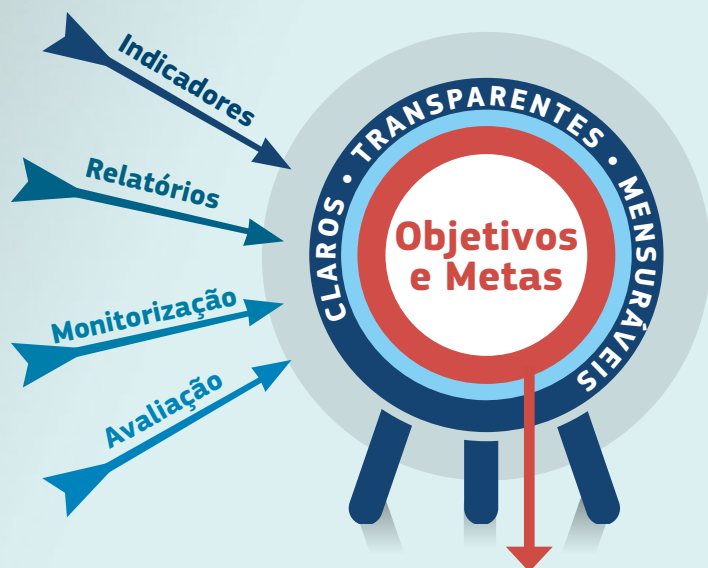 Indicadores
Relatórios
Monitorização
Avaliação
CLAROS • TRANSPARENTES • MENSURÁVEIS
Objetivos
e Metas